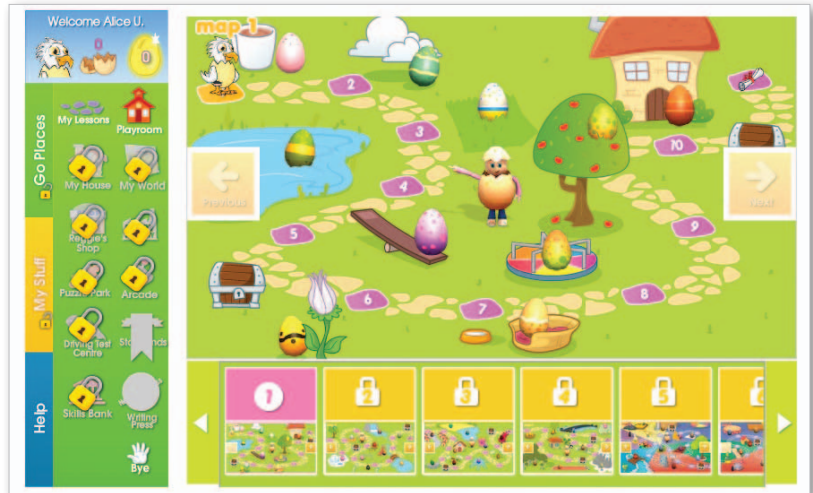 Welcome Alice U.
0
0
Go Places
My Stuff
Help
My Lessons
Playroom
My House
My World
Reggie's
Shop
Puzzle Park
Arcade
Driving Test
Centre
Skills Bank
Writing
Press
Bye
map 1
2
3
4
5
6
7
8
9
10
Previous
Next
1
2
3
4
5
6